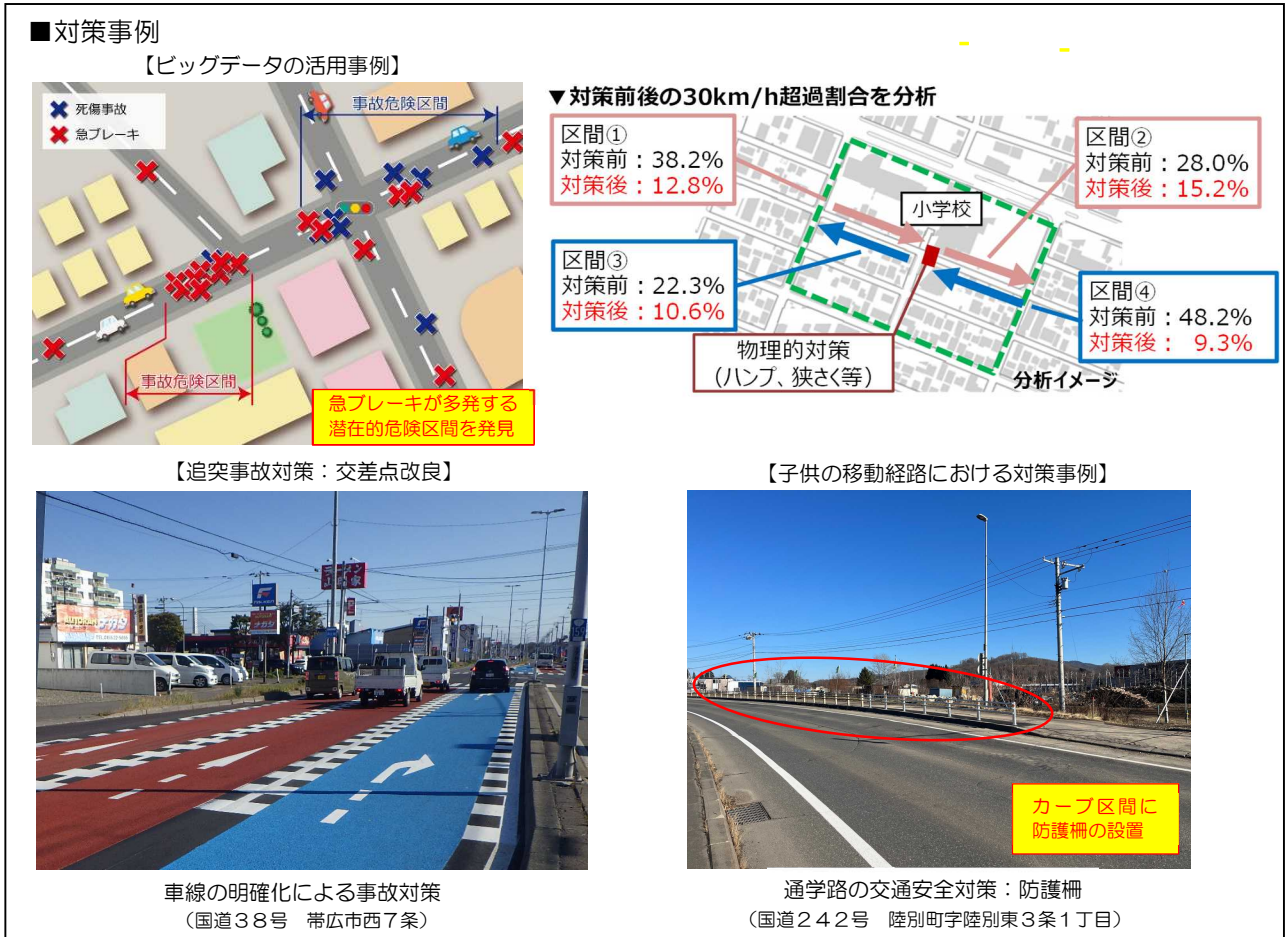 ■対策事例
【ビッグデータの活用事例】
死傷事故
急ブレーキ
事故危険区間
事故危険区間
急ブレーキが多発する
潜在的危険区間を発見
▼対策前後の30km/h超過割合を分析
区間①
対策前：38.2%
対策後：12.8%
区間②
対策前：28.0%
対策後：15.2%
小学校
区間③
対策前：22.3%
対策後：10.6%
区間④
対策前：48.2%
対策後： 9.3%
物理的対策
（ハンプ、狭さく等）
分析イメージ
【追突事故対策：交差点改良】
ラーメン
山岡家
車線の明確化による事故対策
（国道３８号　帯広市西７条）
【子供の移動経路における対策事例】
カーブ区間に
防護柵の設置
通学路の交通安全対策：防護柵
（国道２４２号　陸別町字陸別東３条１丁目）